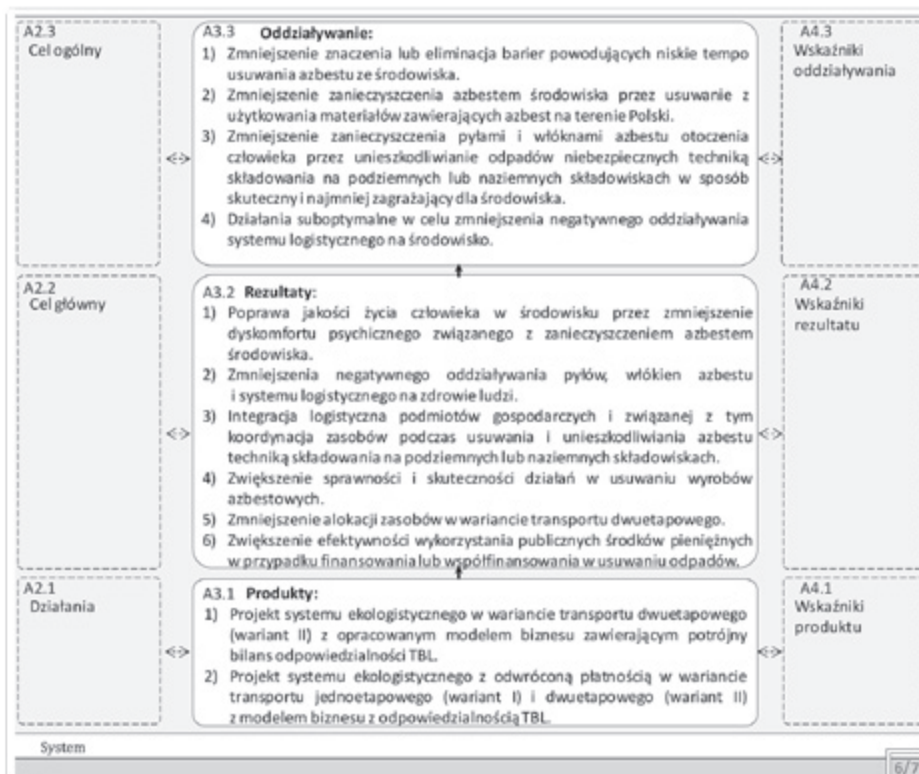 A2.3
Cel ogólny
A3.3 Oddziaływanie:
1) Zmniejszenie znaczenia lub eliminacja barier powodujących niskie tempo
usuwania azbestu ze środowiska.
2) Zmniejszenie zanieczyszczenia azbestem środowiska przez usuwanie z
użytkowania materiałów zawierających azbest na terenie Polski.
3) Zmniejszenie zanieczyszczenia pyłami i włóknami azbestu otoczenia
człowieka przez unieszkodliwianie odpadów niebezpiecznych techniką
składowania na podziemnych lub naziemnych składowiskach w sposób
skuteczny i najmniej zagrażający dla środowiska.
4) Działania suboptymalne w celu zmniejszenia negatywnego oddziaływania
systemu logistycznego na środowisko.
A4.3
Wskaźniki
oddziaływania
A2.2
Cel główny
A3.2 Rezultaty:
1) Poprawa jakości życia człowieka w środowisku przez zmniejszenie
dyskomfortu psychicznego związanego z zanieczyszczeniem azbestem
środowiska.
2) Zmniejszenia negatywnego oddziaływania pyłów, włókien azbestu
i systemu logistycznego na zdrowie ludzi.
3) Integracja logistyczna podmiotów gospodarczych i związanej z tym
koordynacja zasobów podczas usuwania i unieszkodliwiania azbestu
techniką składowania na podziemnych lub naziemnych składowiskach.
4) Zwiększenie sprawności i skuteczności działań w usuwaniu wyrobów
azbestowych.
5) Zmniejszenie alokacji zasobów w wariancie transportu dwuetapowego.
6) Zwiększenie efektywności wykorzystania publicznych środków pieniężnych
w przypadku finansowania lub współfinansowania w usuwaniu odpadów.
A4.2
Wskaźniki
rezultatu
A2.1
Działania
A3.1 Produkty:
1) Projekt systemu ekologistycznego w wariancie transportu dwuetapowego
(wariant II) z opracowanym modelem biznesu zawierającym potrójny
bilans odpowiedzialności TBL.
2) Projekt systemu ekologistycznego z odwróconą płatnością w wariancie
transportu jednoetapowego (wariant I) i dwuetapowego (wariant II)
z modelem biznesu z odpowiedzialnością TBL.
A4.1
Wskaźniki
produktu
System
6/7